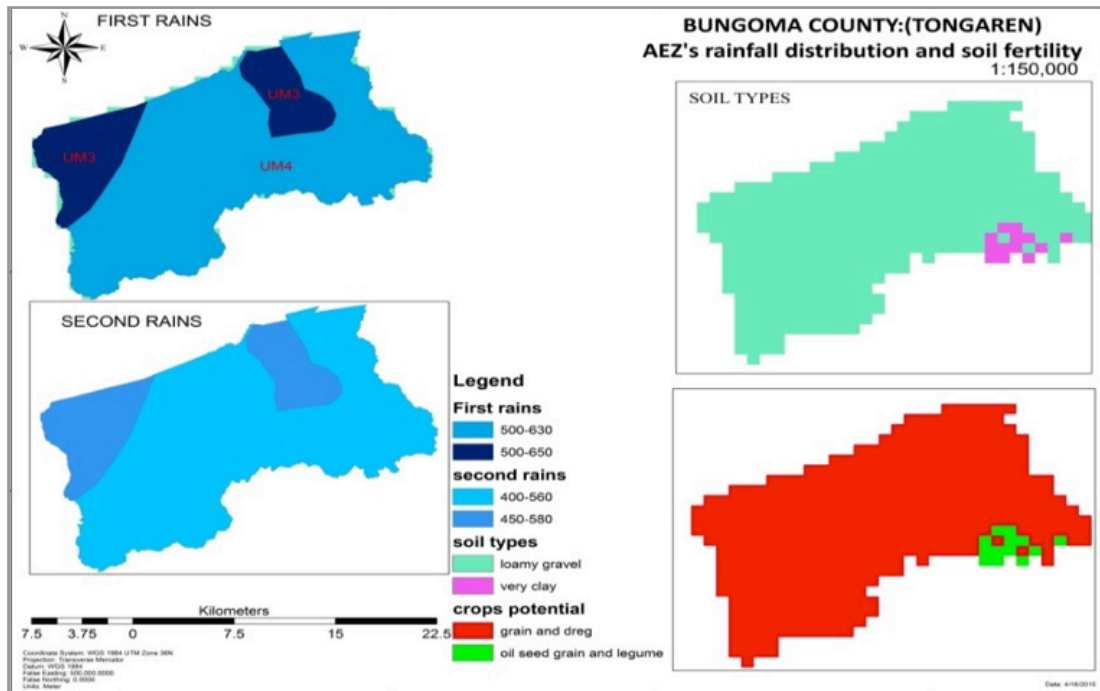 FIRST RAINS
N
W E
S
UM3
UM3
UM4
BUNGOMA COUNTY:(TONGAREN)
AEZ's rainfall distribution and soil fertility
1:150,000
SOIL TYPES
SECOND RAINS
Legend
First rains
500-630
500-650
second rains
400-560
450-580
soil types
loamy gravel
very clay
crops potential
grain and dreg
oil seed grain and legume
Kilometers
7.5 3.75 0 7.5 15 22.5
Coordinate System: WGS 1984 UTM Zone 36N
Projection: Transverse Mercator
Datum: WGS 1984
False Easting: 500,000.0000
False Northing: 0.0000
Units: Meter
Date: 4/16/2015